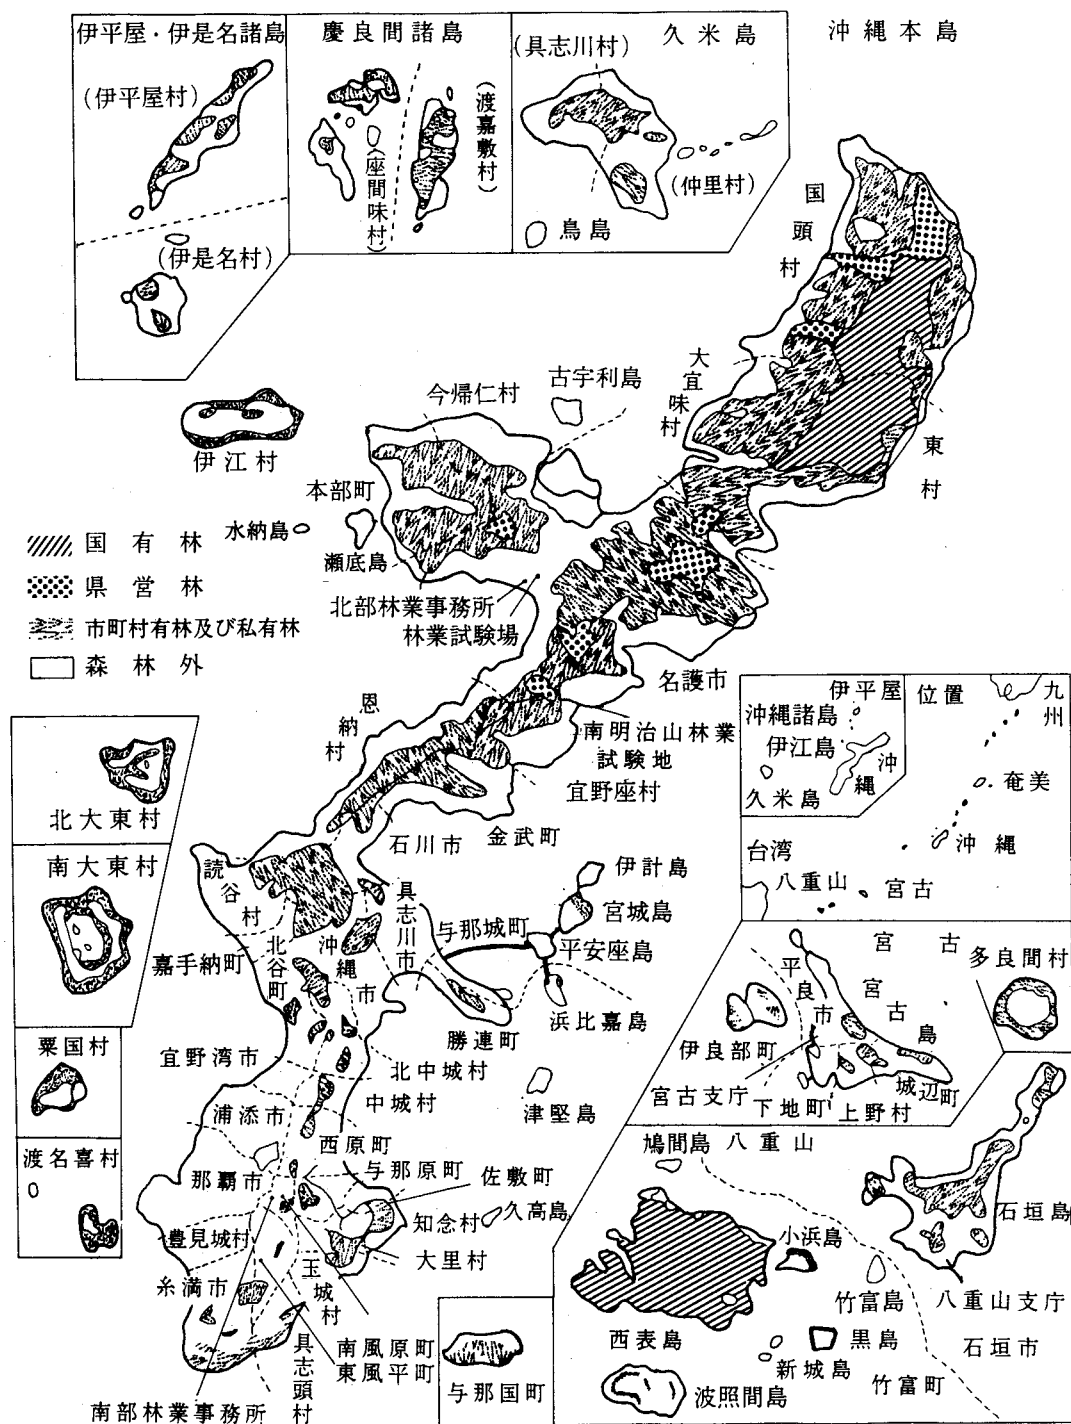 伊平屋・伊是名諸島
(伊平屋村)
(伊是名村)
慶良間諸島
(座間味村)
(渡嘉敷村)
久米島
(具志川村)
(仲里村)
鳥島
沖縄本島
国頭村
大宜味村
東村
古宇利島
今帰仁村
伊江村
本部町
水納島
瀬底島
北部林業事務所
林業試験場
国有林
県営林
市町村有林及び私有林
森林外
名護市
南明治山林業
試験地
恩納村
宜野座村
金武町
石川市
北大東村
南大東村
粟国村
渡名喜村
読谷村
嘉手納町
北谷町
沖縄市
具志川市
与那城町
伊計島
宮城島
平安座島
浜比嘉島
勝連町
宜野湾市
北中城村
中城村
津堅島
浦添市
西原町
那覇市
与那原町
佐敷町
知念村
久高島
大里村
豊見城村
玉城村
糸満市
南風原町
東風平町
具志頭村
南部林業事務所
与那国町
伊平屋
沖縄諸島
伊江島
沖縄
久米島
位置
九州
奄美
沖縄
台湾
八重山
宮古
宮古
宮古島
平良市
多良間村
伊良部町
宮古支庁
下地町
上野村
城辺町
鳩間島
八重山
石垣島
小浜島
竹富島
八重山支庁
西表島
黒島
石垣市
新城島
竹富町
波照間島